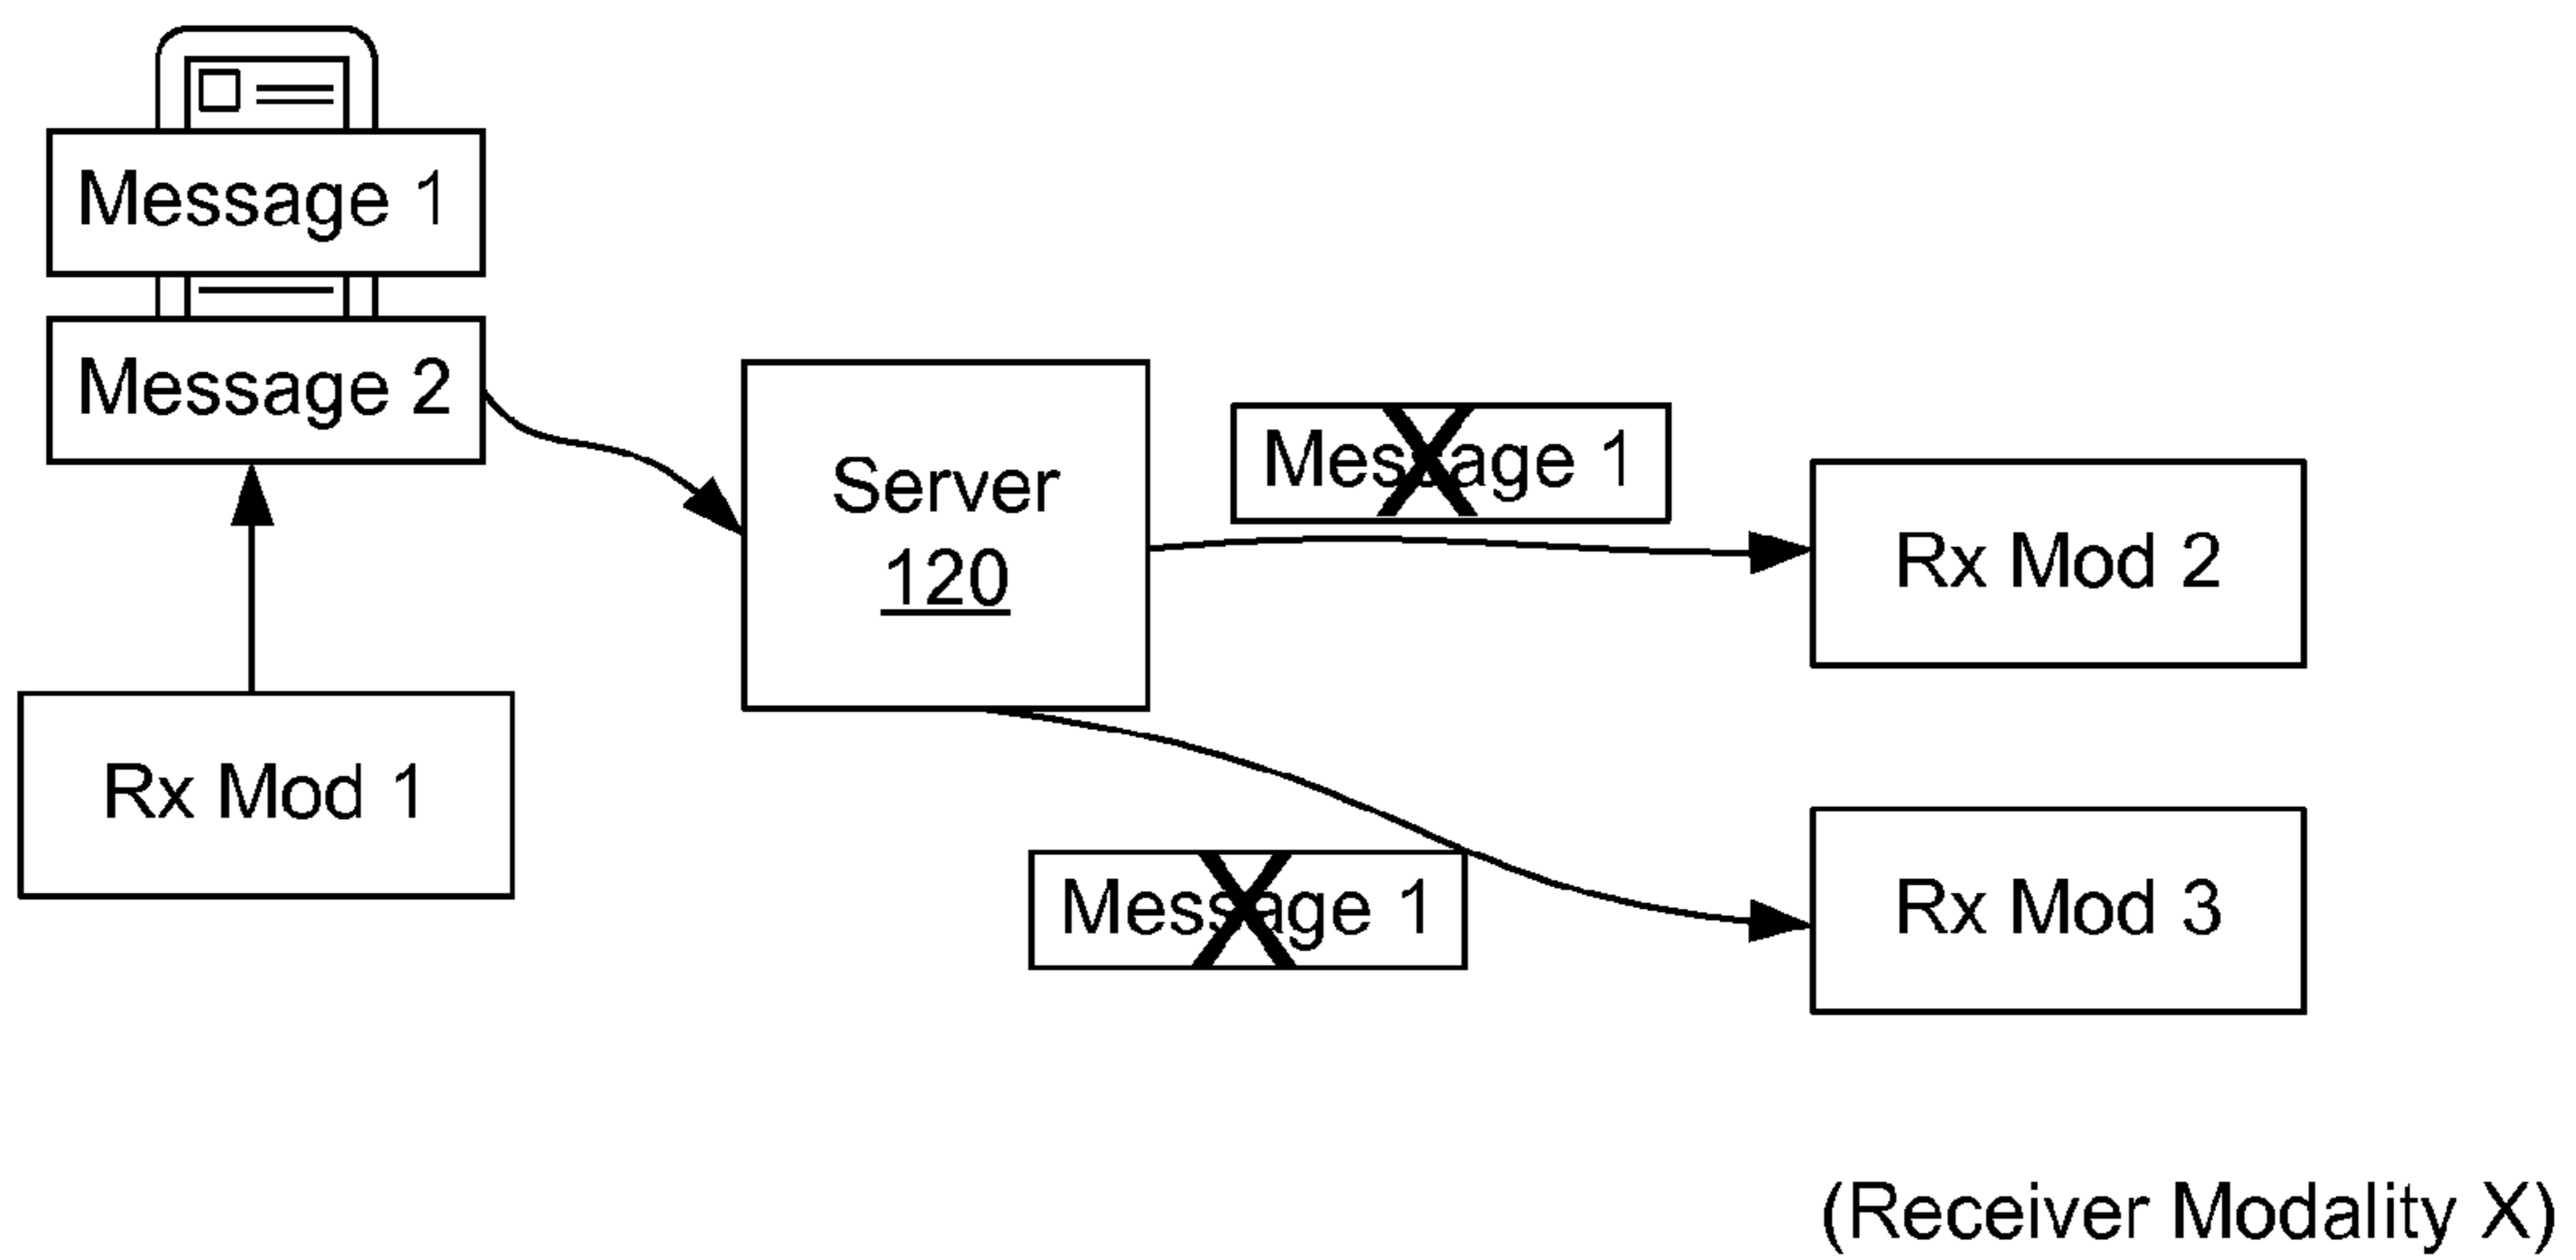 Message 1
Message 2
Server
120
Message 1
Rx Mod 2
Rx Mod 1
Message 1
Rx Mod 3
(Receiver Modality X)